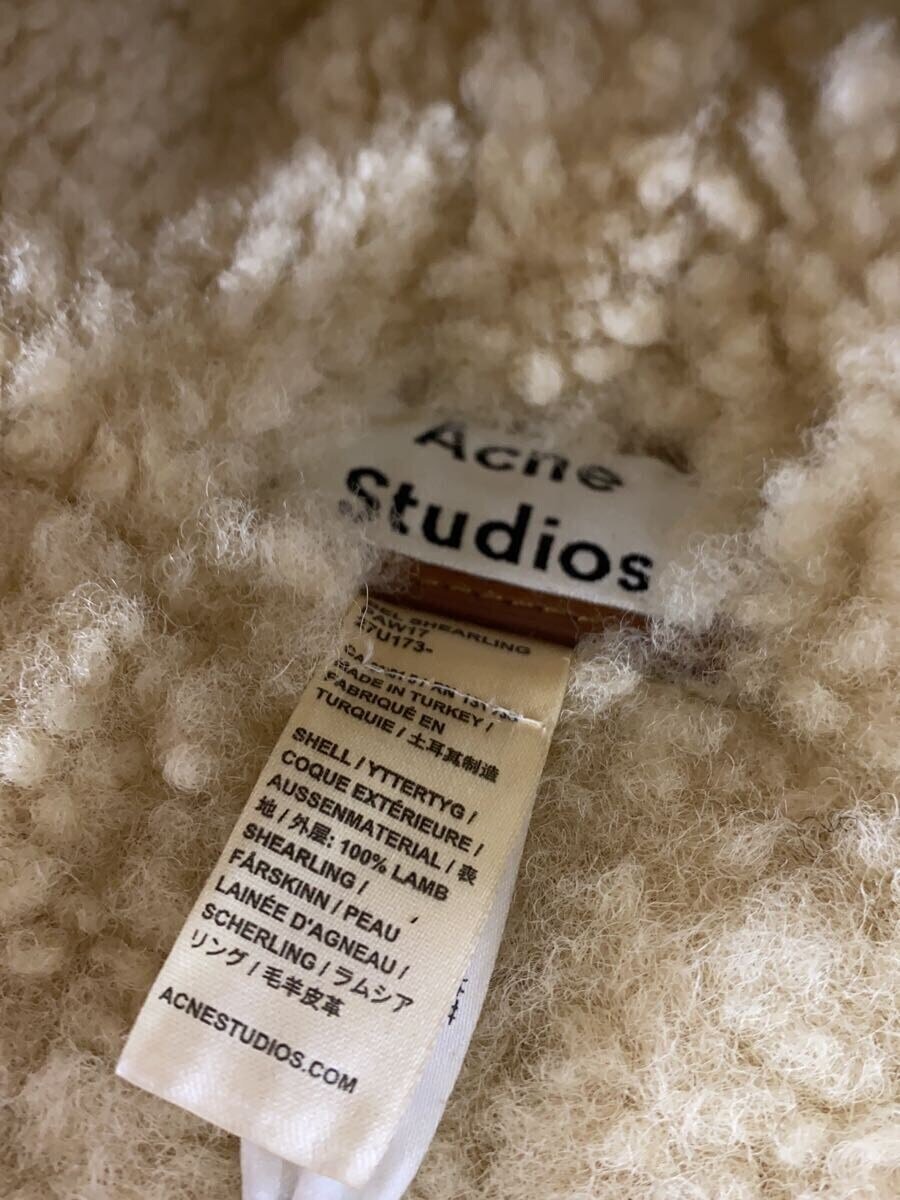 Acne
Studios
SHEARLING
AW17
7U173-
MADE IN TURKEY /
FABRIQUÉ EN
TURQUIE / 土耳其制造
SHELL / YTTERTYG /
COQUE EXTÉRIEURE /
AUSSENMATERIAL / 表
地 / 外层: 100% LAMB
SHEARLING /
FÅRSKINN / PEAU
LAINÉE D'AGNEAU /
SCHERLING / ラムシア
リング / 毛羊皮革
ACNESTUDIOS.COM